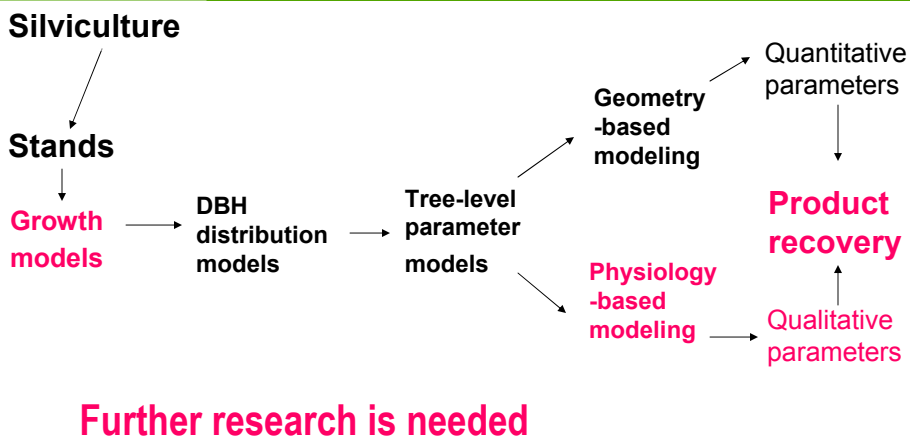 Silviculture
Stands
Growth
models
DBH
distribution
models
Tree-level
parameter
models
Geometry
-based
modeling
Quantitative
parameters
Physiology
-based
modeling
Qualitative
parameters
Product
recovery
Further research is needed